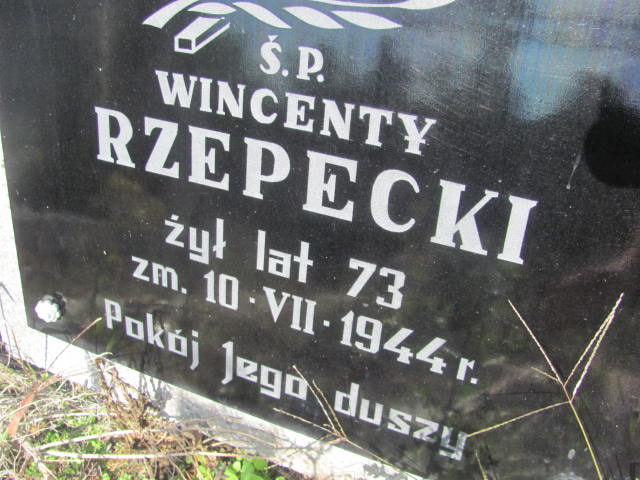 Ś.P.
WINCENTY
RZEPECKI
żył lat 73
zm. 10·VII·1944 r.
Pokój Jego duszy